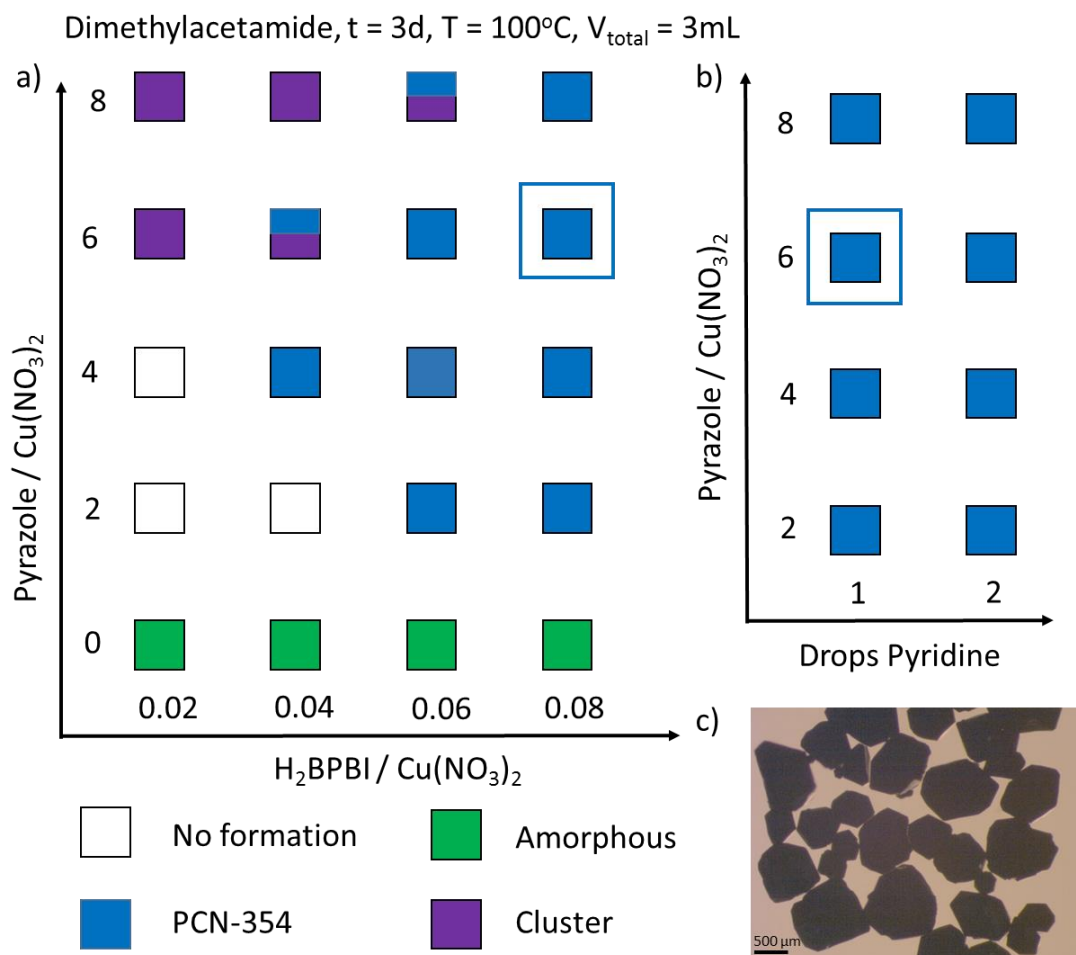 Dimethylacetamide, t = 3d, T = 100°C, V_total = 3mL
a)
8
6
4
2
0
Pyrazole / Cu(NO₃)₂
0.02 0.04 0.06 0.08
H₂BPBI / Cu(NO₃)₂
No formation
Amorphous
PCN-354
Cluster
b)
8
6
4
2
Pyrazole / Cu(NO₃)₂
1 2
Drops Pyridine
c)
500 µm